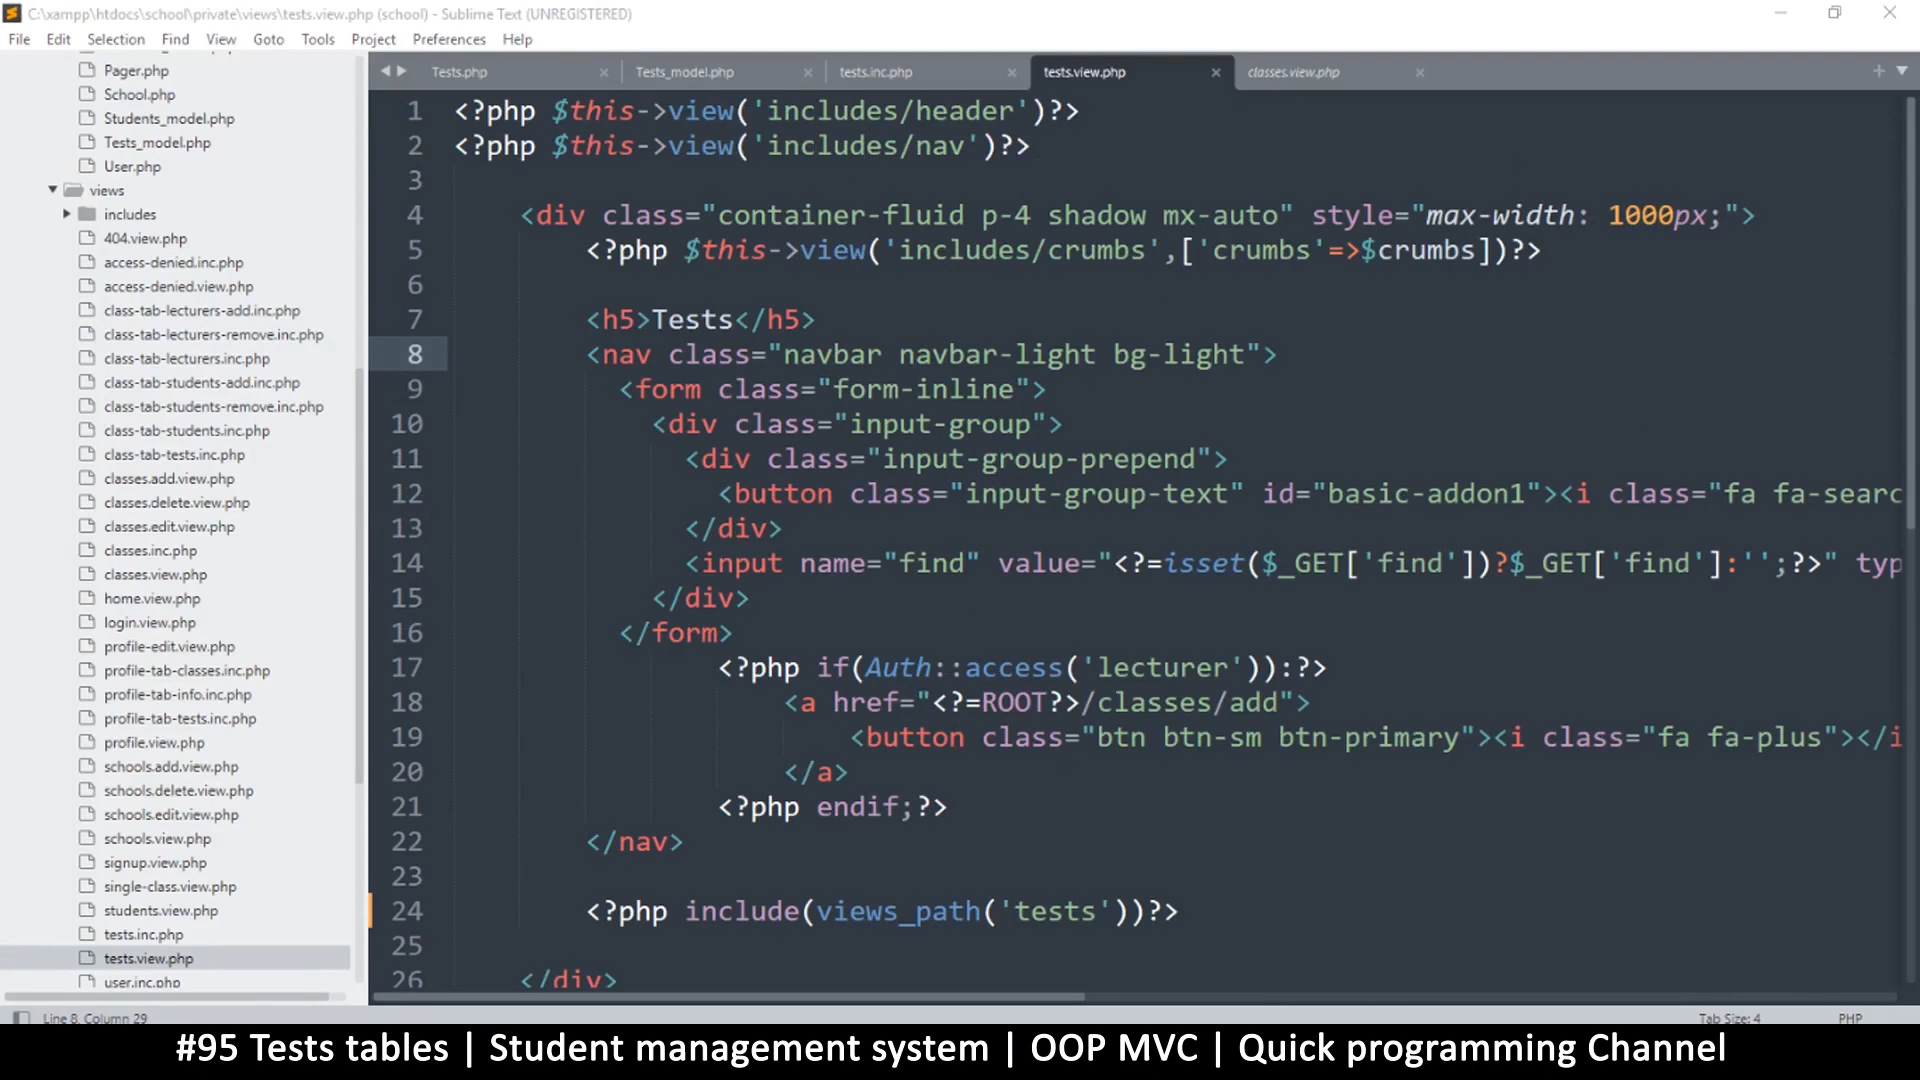 C:\xampp\htdocs\school\private\views\tests.view.php (school) - Sublime Text (UNREGISTERED)
File Edit Selection Find View Goto Tools Project Preferences Help
Pager.php
School.php
Students_model.php
Tests_model.php
User.php
views
includes
404.view.php
access-denied.inc.php
access-denied.view.php
class-tab-lecturers-add.inc.php
class-tab-lecturers-remove.inc.php
class-tab-lecturers.inc.php
class-tab-students-add.inc.php
class-tab-students-remove.inc.php
class-tab-students.inc.php
class-tab-tests.inc.php
classes.add.view.php
classes.delete.view.php
classes.edit.view.php
classes.inc.php
classes.view.php
home.view.php
login.view.php
profile-edit.view.php
profile-tab-classes.inc.php
profile-tab-info.inc.php
profile-tab-tests.inc.php
profile.view.php
schools.add.view.php
schools.delete.view.php
schools.edit.view.php
schools.view.php
signup.view.php
single-class.view.php
students.view.php
tests.inc.php
tests.view.php
user.inc.php
Tests.php Tests_model.php tests.inc.php tests.view.php classes.view.php
1 <?php $this->view('includes/header')?>
2 <?php $this->view('includes/nav')?>
3
4 <div class="container-fluid p-4 shadow mx-auto" style="max-width: 1000px;">
5 <?php $this->view('includes/crumbs',['crumbs'=>$crumbs])?>
6
7 <h5>Tests</h5>
8 <nav class="navbar navbar-light bg-light">
9 <form class="form-inline">
10 <div class="input-group">
11 <div class="input-group-prepend">
12 <button class="input-group-text" id="basic-addon1"><i class="fa fa-searc
13 </div>
14 <input name="find" value="<?=isset($_GET['find'])?$_GET['find']:'';?>" typ
15 </div>
16 </form>
17 <?php if(Auth::access('lecturer')):?>
18 <a href="<?=ROOT?>/classes/add">
19 <button class="btn btn-sm btn-primary"><i class="fa fa-plus"></i
20 </a>
21 <?php endif;?>
22 </nav>
23
24 <?php include(views_path('tests'))?>
25
26 </div>
Line 8, Column 29 Tab Size: 4 PHP
#95 Tests tables | Student management system | OOP MVC | Quick programming Channel